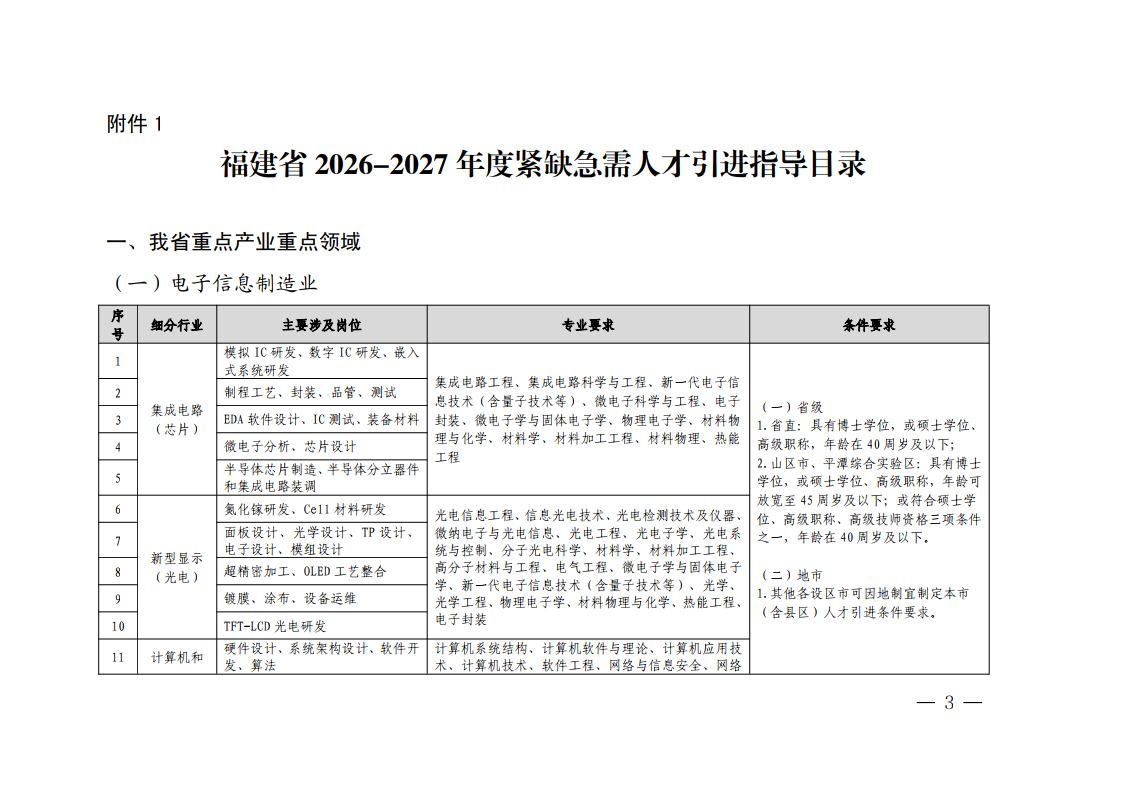 附件 1
福建省 2026-2027 年度紧缺急需人才引进指导目录
一、我省重点产业重点领域
（一）电子信息制造业
序
号
细分行业
主要涉及岗位
专业要求
条件要求
1
集成电路
（芯片）
模拟 IC 研发、数字 IC 研发、嵌入
式系统研发
2
制程工艺、封装、品管、测试
3
EDA 软件设计、IC 测试、装备材料
4
微电子分析、芯片设计
5
半导体芯片制造、半导体分立器件
和集成电路装调
集成电路工程、集成电路科学与工程、新一代电子信
息技术（含量子技术等）、微电子科学与工程、电子
封装、微电子学与固体电子学、物理电子学、材料物
理与化学、材料学、材料加工工程、材料物理、热能
工程
6
新型显示
（光电）
氮化镓研发、Cell 材料研发
7
面板设计、光学设计、TP 设计、
电子设计、模组设计
8
超精密加工、OLED 工艺整合
9
镀膜、涂布、设备运维
10
TFT-LCD 光电研发
光电信息工程、信息光电技术、光电检测技术及仪器、
微纳电子与光电信息、光电工程、光电子学、光电系
统与控制、分子光电科学、材料学、材料加工工程、
高分子材料与工程、电气工程、微电子学与固体电子
学、新一代电子信息技术（含量子技术等）、光学、
光学工程、物理电子学、材料物理与化学、热能工程、
电子封装
11
计算机和
硬件设计、系统架构设计、软件开
发、算法
计算机系统结构、计算机软件与理论、计算机应用技
术、计算机技术、软件工程、网络与信息安全、网络
（一）省级
1.省直：具有博士学位，或硕士学位、
高级职称，年龄在 40 周岁及以下；
2.山区市、平潭综合实验区：具有博士
学位，或硕士学位、高级职称，年龄可
放宽至 45 周岁及以下；或符合硕士学
位、高级职称、高级技师资格三项条件
之一，年龄在 40 周岁及以下。
（二）地市
1.其他各设区市可因地制宜制定本市
（含县区）人才引进条件要求。
— 3 —